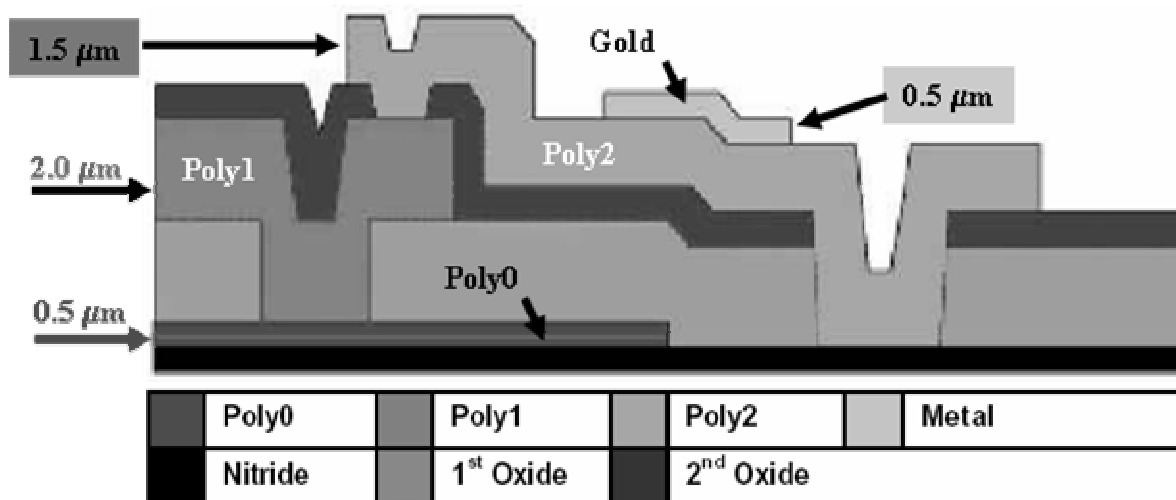 1.5 μm
Gold
0.5 μm
Poly1
Poly2
2.0 μm
Poly0
0.5 μm
Poly0 Poly1 Poly2 Metal
Nitride 1st Oxide 2nd Oxide